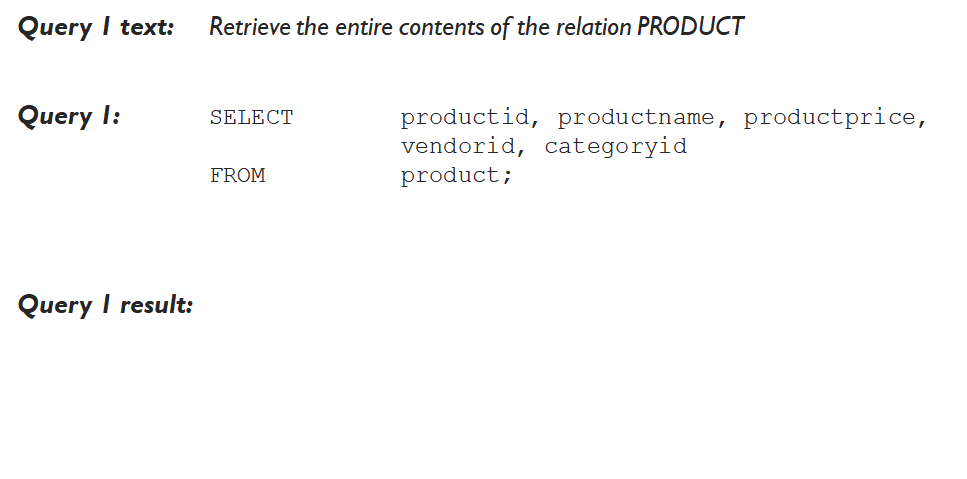 Query 1 text: Retrieve the entire contents of the relation PRODUCT
Query 1: SELECT productid, productname, productprice,
vendorid, categoryid
FROM product;
Query 1 result: